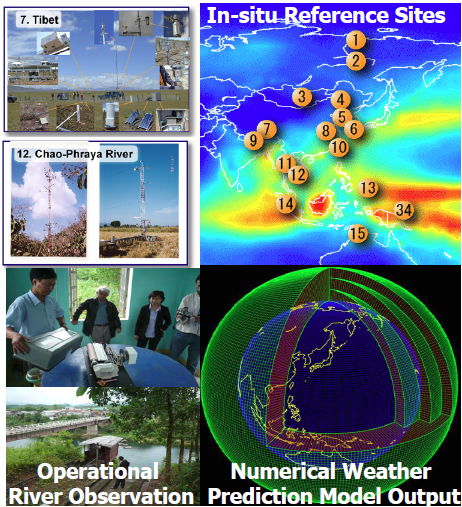 7. Tibet
In-situ Reference Sites
1
2
3
4
5
6
7
8
9
10
11
12
13
14
34
15
12. Chao-Phraya River
Operational
River Observation
Numerical Weather
Prediction Model Output